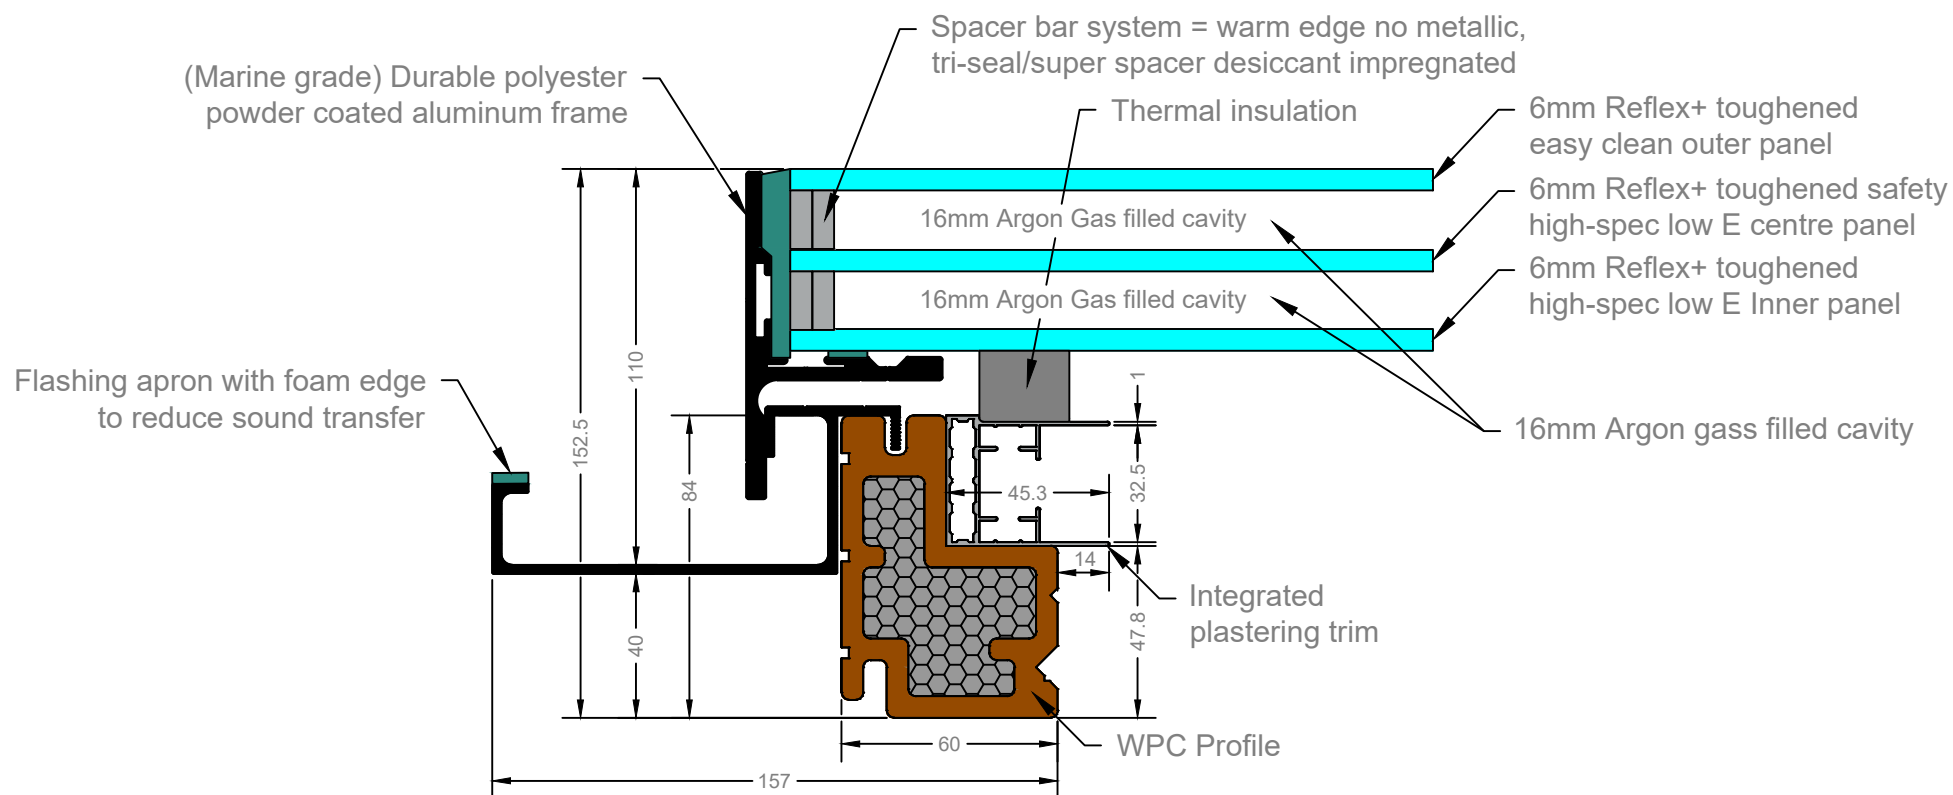 Spacer bar system = warm edge no metallic,
tri-seal/super spacer desiccant impregnated
(Marine grade) Durable polyester
powder coated aluminum frame
Thermal insulation
6mm Reflex+ toughened
easy clean outer panel
6mm Reflex+ toughened safety
high-spec low E centre panel
6mm Reflex+ toughened
high-spec low E Inner panel
16mm Argon Gas filled cavity
16mm Argon Gas filled cavity
Flashing apron with foam edge
to reduce sound transfer
16mm Argon gass filled cavity
110
152.5
84
1
45.3
32.5
14
40
47.8
Integrated
plastering trim
60
WPC Profile
157